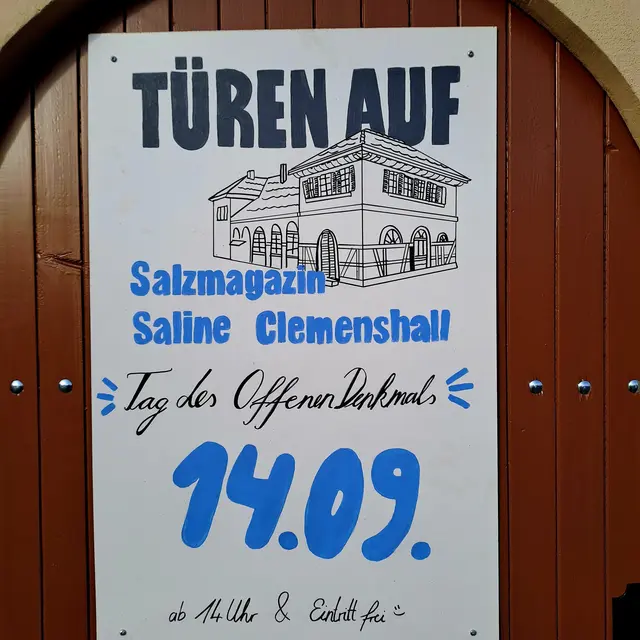 TÜREN AUF
Salzmagazin
Saline Clemenshall
Tag des Offenen Denkmals
14.09.
ab 14 Uhr & Eintritt frei :)